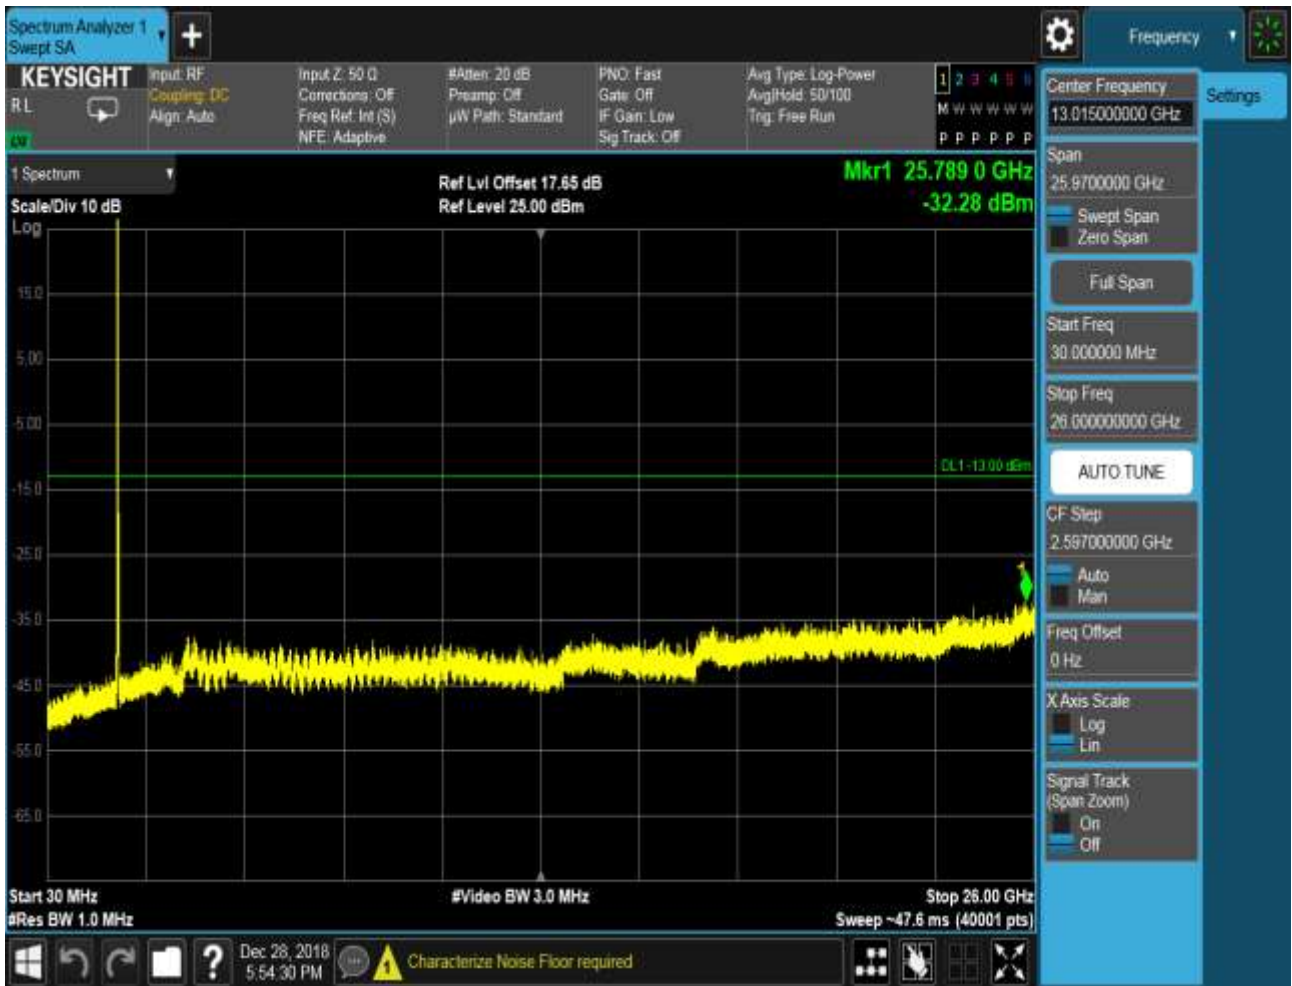 Spectrum Analyzer 1
Swept SA
Frequency
KEYSIGHT
RL
Input: RF
Coupling: DC
Align: Auto
Input Z: 50 Ω
Corrections: Off
Freq Ref: Int (S)
NFE: Adaptive
#Atten: 20 dB
Preamp: Off
µW Path: Standard
PNO: Fast
Gate: Off
IF Gain: Low
Sig Track: Off
Avg Type: Log-Power
Avg|Hold: 50/100
Trig: Free Run
1 2 3 4 5 6
M W W W W W
P P P P P P
1 Spectrum
Scale/Div 10 dB
Log
Ref Lvl Offset 17.65 dB
Ref Level 25.00 dBm
Mkr1 25.789 0 GHz
-32.28 dBm
15.0
5.00
-5.00
-15.0
-25.0
-35.0
-45.0
-55.0
-65.0
DL1 -13.00 dBm
1
Start 30 MHz
#Res BW 1.0 MHz
#Video BW 3.0 MHz
Stop 26.00 GHz
Sweep ~47.6 ms (40001 pts)
Center Frequency
13.015000000 GHz
Settings
Span
25.9700000 GHz
Swept Span
Zero Span
Full Span
Start Freq
30.000000 MHz
Stop Freq
26.000000000 GHz
AUTO TUNE
CF Step
2.597000000 GHz
Auto
Man
Freq Offset
0 Hz
X Axis Scale
Log
Lin
Signal Track
(Span Zoom)
On
Off
?
Dec 28, 2018
5:54:30 PM
1
Characterize Noise Floor required